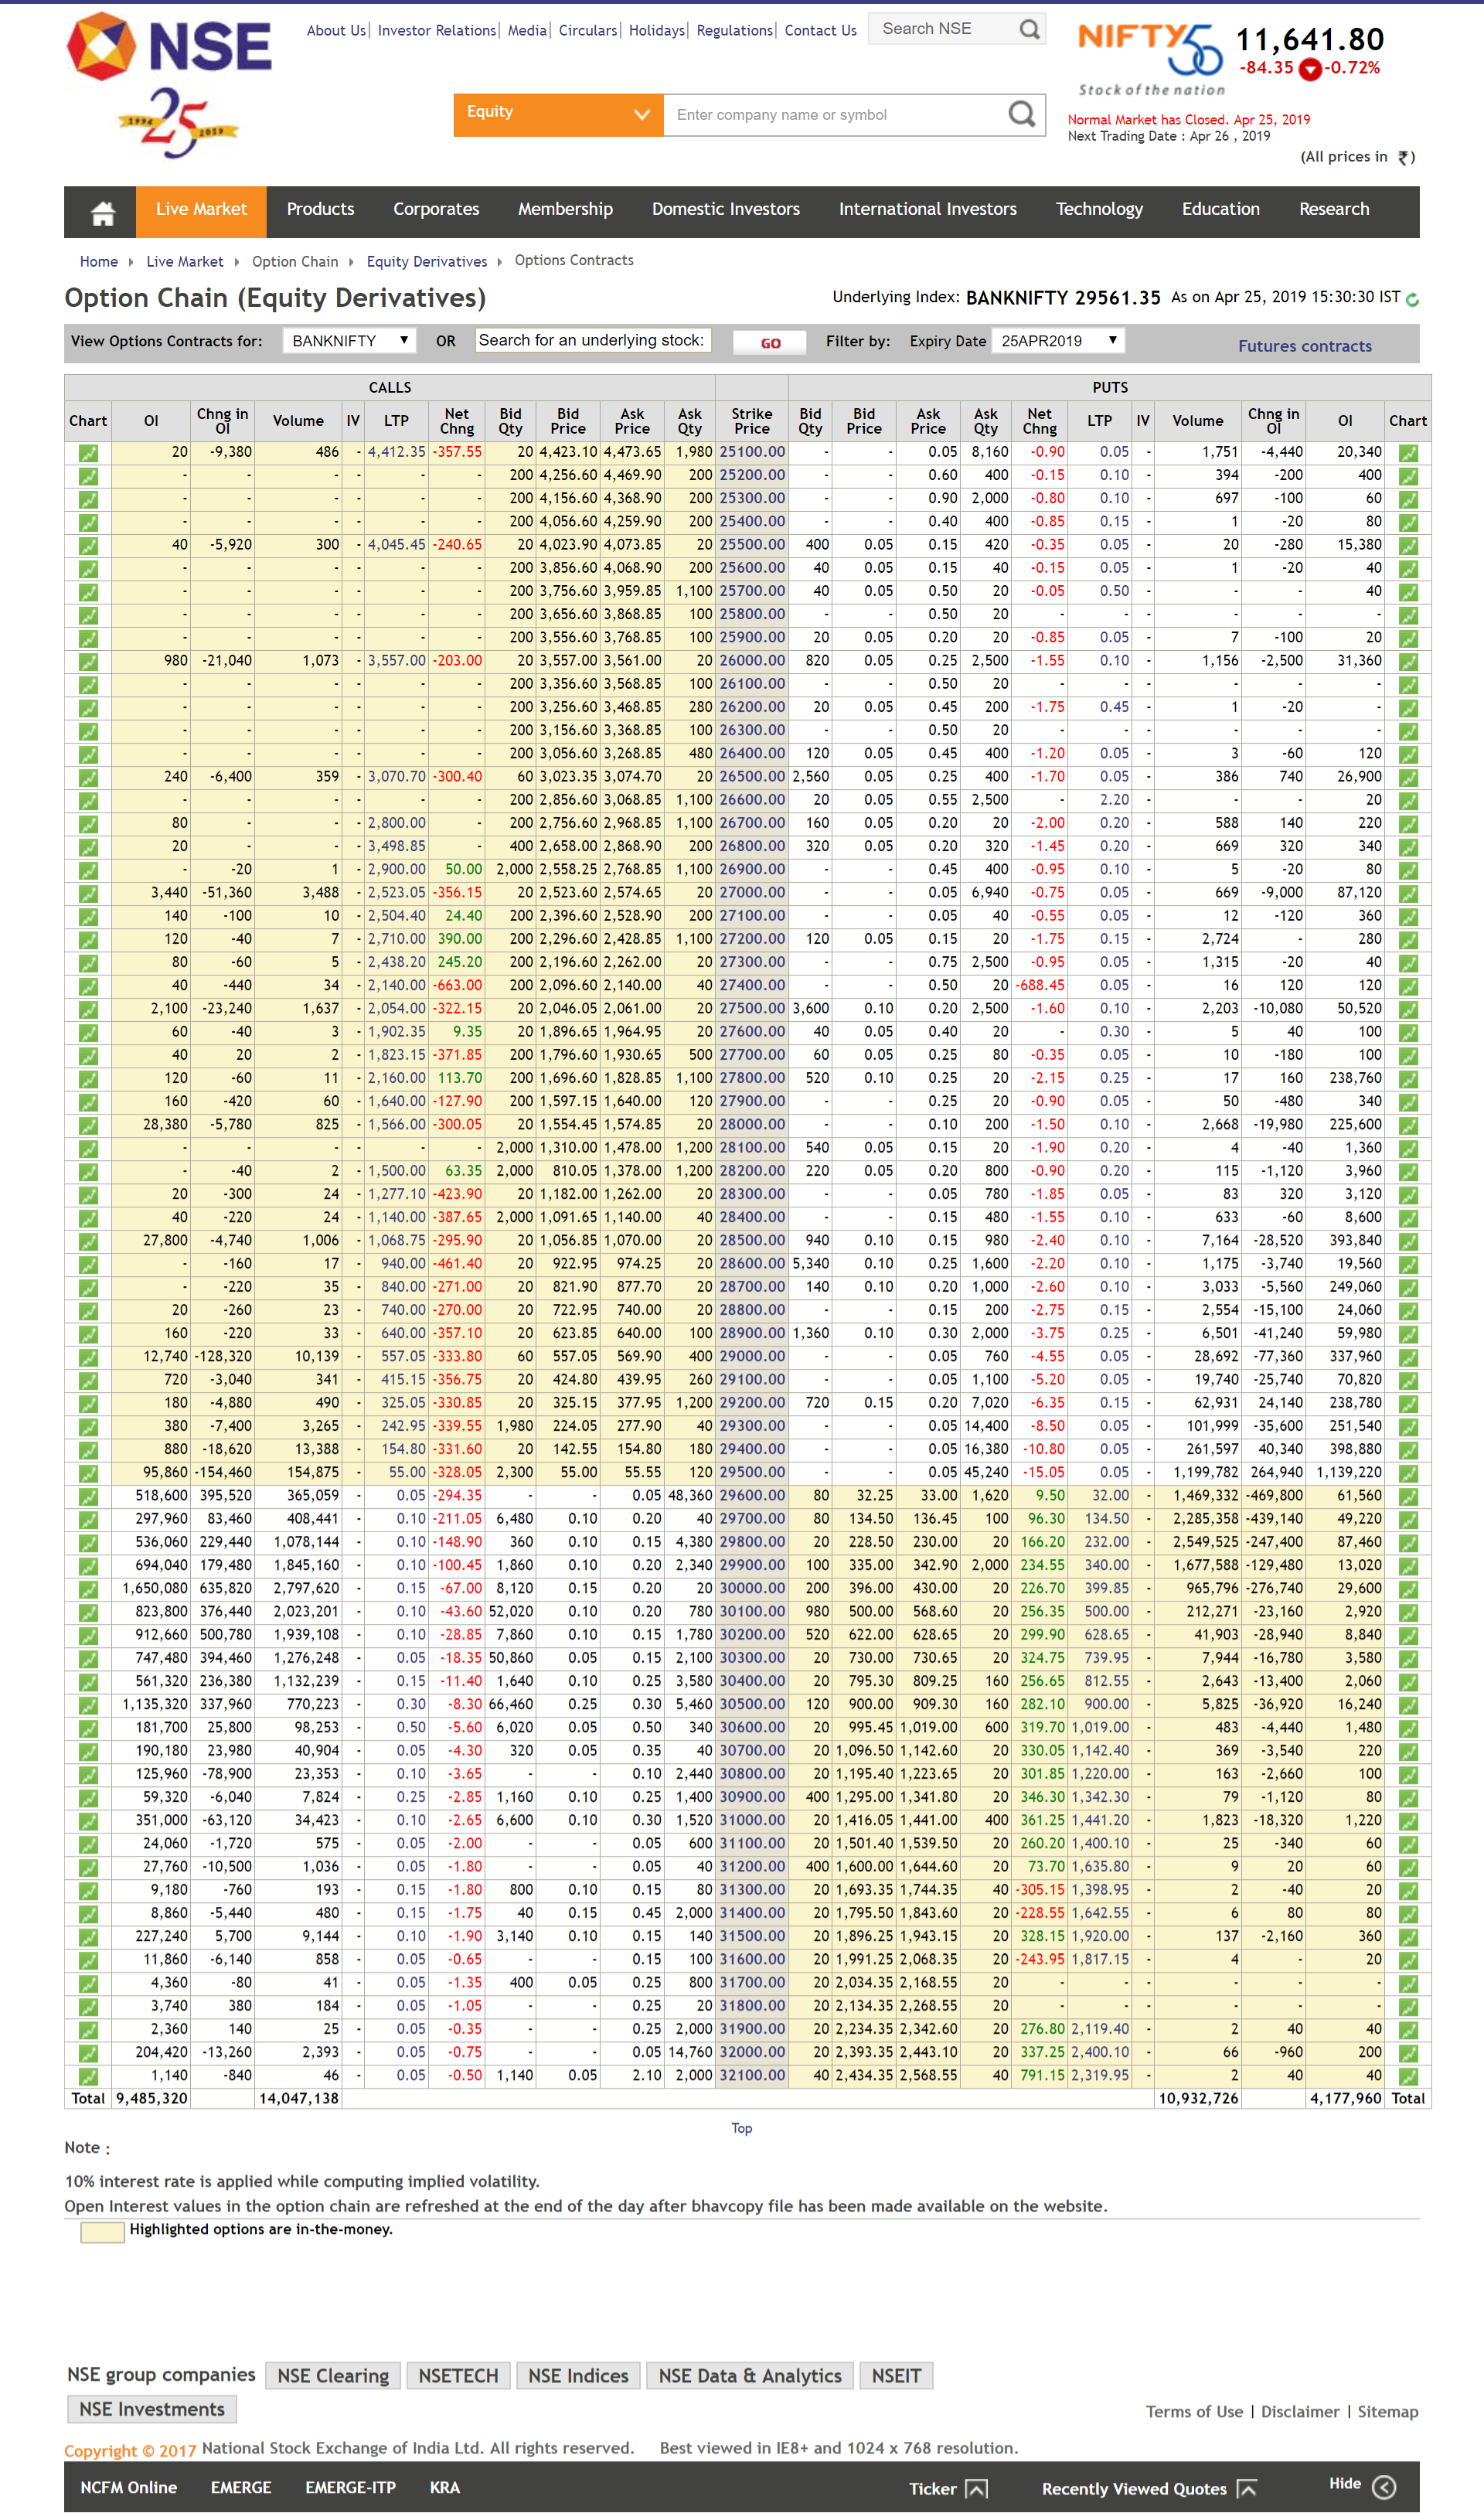 NSE
1994 25 2019
About Us| Investor Relations| Media| Circulars| Holidays| Regulations| Contact Us
Search NSE
Equity
Enter company name or symbol
NIFTY 50
Stock of the nation
11,641.80
-84.35 -0.72%
Normal Market has Closed. Apr 25, 2019
Next Trading Date : Apr 26 , 2019
(All prices in ₹)
Live Market Products Corporates Membership Domestic Investors International Investors Technology Education Research
Home Live Market Option Chain Equity Derivatives Options Contracts
Option Chain (Equity Derivatives)
Underlying Index: BANKNIFTY 29561.35 As on Apr 25, 2019 15:30:30 IST
View Options Contracts for: BANKNIFTY OR Search for an underlying stock: GO Filter by: Expiry Date 25APR2019 Futures contracts
CALLS PUTS
Chart OI Chng in OI Volume IV LTP Net Chng Bid Qty Bid Price Ask Price Ask Qty Strike Price Bid Qty Bid Price Ask Price Ask Qty Net Chng LTP IV Volume Chng in OI OI Chart
20 -9,380 486 - 4,412.35 -357.55 20 4,423.10 4,473.65 1,980 25100.00 - - 0.05 8,160 -0.90 0.05 - 1,751 -4,440 20,340
- - - - - - 200 4,256.60 4,469.90 200 25200.00 - - 0.60 400 -0.15 0.10 - 394 -200 400
- - - - - - 200 4,156.60 4,368.90 200 25300.00 - - 0.90 2,000 -0.80 0.10 - 697 -100 60
- - - - - - 200 4,056.60 4,259.90 200 25400.00 - - 0.40 400 -0.85 0.15 - 1 -20 80
40 -5,920 300 - 4,045.45 -240.65 20 4,023.90 4,073.85 20 25500.00 400 0.05 0.15 420 -0.35 0.05 - 20 -280 15,380
- - - - - - 200 3,856.60 4,068.90 200 25600.00 40 0.05 0.15 40 -0.15 0.05 - 1 -20 40
- - - - - - 200 3,756.60 3,959.85 1,100 25700.00 40 0.05 0.50 20 -0.05 0.50 - - - 40
- - - - - - 200 3,656.60 3,868.85 100 25800.00 - - 0.50 20 - - - - - -
- - - - - - 200 3,556.60 3,768.85 100 25900.00 20 0.05 0.20 20 -0.85 0.05 - 7 -100 20
980 -21,040 1,073 - 3,557.00 -203.00 20 3,557.00 3,561.00 20 26000.00 820 0.05 0.25 2,500 -1.55 0.10 - 1,156 -2,500 31,360
- - - - - - 200 3,356.60 3,568.85 100 26100.00 - - 0.50 20 - - - - - -
- - - - - - 200 3,256.60 3,468.85 280 26200.00 20 0.05 0.45 200 -1.75 0.45 - 1 -20 -
- - - - - - 200 3,156.60 3,368.85 100 26300.00 - - 0.50 20 - - - - - -
- - - - - - 200 3,056.60 3,268.85 480 26400.00 120 0.05 0.45 400 -1.20 0.05 - 3 -60 120
240 -6,400 359 - 3,070.70 -300.40 60 3,023.35 3,074.70 20 26500.00 2,560 0.05 0.25 400 -1.70 0.05 - 386 740 26,900
- - - - - - 200 2,856.60 3,068.85 1,100 26600.00 20 0.05 0.55 2,500 - 2.20 - - - 20
80 - - - 2,800.00 - 200 2,756.60 2,968.85 1,100 26700.00 160 0.05 0.20 20 -2.00 0.20 - 588 140 220
20 - - - 3,498.85 - 400 2,658.00 2,868.90 200 26800.00 320 0.05 0.20 320 -1.45 0.20 - 669 320 340
- -20 1 - 2,900.00 50.00 2,000 2,558.25 2,768.85 1,100 26900.00 - - 0.45 400 -0.95 0.10 - 5 -20 80
3,440 -51,360 3,488 - 2,523.05 -356.15 20 2,523.60 2,574.65 20 27000.00 - - 0.05 6,940 -0.75 0.05 - 669 -9,000 87,120
140 -100 10 - 2,504.40 24.40 200 2,396.60 2,528.90 200 27100.00 - - 0.05 40 -0.55 0.05 - 12 -120 360
120 -40 7 - 2,710.00 390.00 200 2,296.60 2,428.85 1,100 27200.00 120 0.05 0.15 20 -1.75 0.15 - 2,724 - 280
80 -60 5 - 2,438.20 245.20 200 2,196.60 2,262.00 20 27300.00 - - 0.75 2,500 -0.95 0.05 - 1,315 -20 40
40 -440 34 - 2,140.00 -663.00 200 2,096.60 2,140.00 40 27400.00 - - 0.50 20 -688.45 0.05 - 16 120 120
2,100 -23,240 1,637 - 2,054.00 -322.15 20 2,046.05 2,061.00 20 27500.00 3,600 0.10 0.20 2,500 -1.60 0.10 - 2,203 -10,080 50,520
60 -40 3 - 1,902.35 9.35 20 1,896.65 1,964.95 20 27600.00 40 0.05 0.40 20 - 0.30 - 5 40 100
40 20 2 - 1,823.15 -371.85 200 1,796.60 1,930.65 500 27700.00 60 0.05 0.25 80 -0.35 0.05 - 10 -180 100
120 -60 11 - 2,160.00 113.70 200 1,696.60 1,828.85 1,100 27800.00 520 0.10 0.25 20 -2.15 0.25 - 17 160 238,760
160 -420 60 - 1,640.00 -127.90 200 1,597.15 1,640.00 120 27900.00 - - 0.25 20 -0.90 0.05 - 50 -480 340
28,380 -5,780 825 - 1,566.00 -300.05 20 1,554.45 1,574.85 20 28000.00 - - 0.10 200 -1.50 0.10 - 2,668 -19,980 225,600
- - - - - - 2,000 1,310.00 1,478.00 1,200 28100.00 540 0.05 0.15 20 -1.90 0.20 - 4 -40 1,360
- -40 2 - 1,500.00 63.35 2,000 810.05 1,378.00 1,200 28200.00 220 0.05 0.20 800 -0.90 0.20 - 115 -1,120 3,960
20 -300 24 - 1,277.10 -423.90 20 1,182.00 1,262.00 20 28300.00 - - 0.05 780 -1.85 0.05 - 83 320 3,120
40 -220 24 - 1,140.00 -387.65 2,000 1,091.65 1,140.00 40 28400.00 - - 0.15 480 -1.55 0.10 - 633 -60 8,600
27,800 -4,740 1,006 - 1,068.75 -295.90 20 1,056.85 1,070.00 20 28500.00 940 0.10 0.15 980 -2.40 0.10 - 7,164 -28,520 393,840
- -160 17 - 940.00 -461.40 20 922.95 974.25 20 28600.00 5,340 0.10 0.25 1,600 -2.20 0.10 - 1,175 -3,740 19,560
- -220 35 - 840.00 -271.00 20 821.90 877.70 20 28700.00 140 0.10 0.20 1,000 -2.60 0.10 - 3,033 -5,560 249,060
20 -260 23 - 740.00 -270.00 20 722.95 740.00 20 28800.00 - - 0.15 200 -2.75 0.15 - 2,554 -15,100 24,060
160 -220 33 - 640.00 -357.10 20 623.85 640.00 100 28900.00 1,360 0.10 0.30 2,000 -3.75 0.25 - 6,501 -41,240 59,980
12,740 -128,320 10,139 - 557.05 -333.80 60 557.05 569.90 400 29000.00 - - 0.05 760 -4.55 0.05 - 28,692 -77,360 337,960
720 -3,040 341 - 415.15 -356.75 20 424.80 439.95 260 29100.00 - - 0.05 1,100 -5.20 0.05 - 19,740 -25,740 70,820
180 -4,880 490 - 325.05 -330.85 20 325.15 377.95 1,200 29200.00 720 0.15 0.20 7,020 -6.35 0.15 - 62,931 24,140 238,780
380 -7,400 3,265 - 242.95 -339.55 1,980 224.05 277.90 40 29300.00 - - 0.05 14,400 -8.50 0.05 - 101,999 -35,600 251,540
880 -18,620 13,388 - 154.80 -331.60 20 142.55 154.80 180 29400.00 - - 0.05 16,380 -10.80 0.05 - 261,597 40,340 398,880
95,860 -154,460 154,875 - 55.00 -328.05 2,300 55.00 55.55 120 29500.00 - - 0.05 45,240 -15.05 0.05 - 1,199,782 264,940 1,139,220
518,600 395,520 365,059 - 0.05 -294.35 - - 0.05 48,360 29600.00 80 32.25 33.00 1,620 9.50 32.00 - 1,469,332 -469,800 61,560
297,960 83,460 408,441 - 0.10 -211.05 6,480 0.10 0.20 40 29700.00 80 134.50 136.45 100 96.30 134.50 - 2,285,358 -439,140 49,220
536,060 229,440 1,078,144 - 0.10 -148.90 360 0.10 0.15 4,380 29800.00 20 228.50 230.00 20 166.20 232.00 - 2,549,525 -247,400 87,460
694,040 179,480 1,845,160 - 0.10 -100.45 1,860 0.10 0.20 2,340 29900.00 100 335.00 342.90 2,000 234.55 340.00 - 1,677,588 -129,480 13,020
1,650,080 635,820 2,797,620 - 0.15 -67.00 8,120 0.15 0.20 20 30000.00 200 396.00 430.00 20 226.70 399.85 - 965,796 -276,740 29,600
823,800 376,440 2,023,201 - 0.10 -43.60 52,020 0.10 0.20 780 30100.00 980 500.00 568.60 20 256.35 500.00 - 212,271 -23,160 2,920
912,660 500,780 1,939,108 - 0.10 -28.85 7,860 0.10 0.15 1,780 30200.00 520 622.00 628.65 20 299.90 628.65 - 41,903 -28,940 8,840
747,480 394,460 1,276,248 - 0.05 -18.35 50,860 0.05 0.15 2,100 30300.00 20 730.00 730.65 20 324.75 739.95 - 7,944 -16,780 3,580
561,320 236,380 1,132,239 - 0.15 -11.40 1,640 0.10 0.25 3,580 30400.00 20 795.30 809.25 160 256.65 812.55 - 2,643 -13,400 2,060
1,135,320 337,960 770,223 - 0.30 -8.30 66,460 0.25 0.30 5,460 30500.00 120 900.00 909.30 160 282.10 900.00 - 5,825 -36,920 16,240
181,700 25,800 98,253 - 0.50 -5.60 6,020 0.05 0.50 340 30600.00 20 995.45 1,019.00 600 319.70 1,019.00 - 483 -4,440 1,480
190,180 23,980 40,904 - 0.05 -4.30 320 0.05 0.35 40 30700.00 20 1,096.50 1,142.60 20 330.05 1,142.40 - 369 -3,540 220
125,960 -78,900 23,353 - 0.10 -3.65 - - 0.10 2,440 30800.00 20 1,195.40 1,223.65 20 301.85 1,220.00 - 163 -2,660 100
59,320 -6,040 7,824 - 0.25 -2.85 1,160 0.10 0.25 1,400 30900.00 400 1,295.00 1,341.80 20 346.30 1,342.30 - 79 -1,120 80
351,000 -63,120 34,423 - 0.10 -2.65 6,600 0.10 0.30 1,520 31000.00 20 1,416.05 1,441.00 400 361.25 1,441.20 - 1,823 -18,320 1,220
24,060 -1,720 575 - 0.05 -2.00 - - 0.05 600 31100.00 20 1,501.40 1,539.50 20 260.20 1,400.10 - 25 -340 60
27,760 -10,500 1,036 - 0.05 -1.80 - - 0.05 40 31200.00 400 1,600.00 1,644.60 20 73.70 1,635.80 - 9 20 60
9,180 -760 193 - 0.15 -1.80 800 0.10 0.15 80 31300.00 20 1,693.35 1,744.35 40 -305.15 1,398.95 - 2 -40 20
8,860 -5,440 480 - 0.15 -1.75 40 0.15 0.45 2,000 31400.00 20 1,795.50 1,843.60 20 -228.55 1,642.55 - 6 80 80
227,240 5,700 9,144 - 0.10 -1.90 3,140 0.10 0.15 140 31500.00 20 1,896.25 1,943.15 20 328.15 1,920.00 - 137 -2,160 360
11,860 -6,140 858 - 0.05 -0.65 - - 0.15 100 31600.00 20 1,991.25 2,068.35 20 -243.95 1,817.15 - 4 - 20
4,360 -80 41 - 0.05 -1.35 400 0.05 0.25 800 31700.00 20 2,034.35 2,168.55 20 - - - - - -
3,740 380 184 - 0.05 -1.05 - - 0.25 20 31800.00 20 2,134.35 2,268.55 20 - - - - - -
2,360 140 25 - 0.05 -0.35 - - 0.25 2,000 31900.00 20 2,234.35 2,342.60 20 276.80 2,119.40 - 2 40 40
204,420 -13,260 2,393 - 0.05 -0.75 - - 0.05 14,760 32000.00 20 2,393.35 2,443.10 20 337.25 2,400.10 - 66 -960 200
1,140 -840 46 - 0.05 -0.50 1,140 0.05 2.10 2,000 32100.00 40 2,434.35 2,568.55 40 791.15 2,319.95 - 2 40 40
Total 9,485,320 14,047,138 10,932,726 4,177,960 Total
Top
Note :
10% interest rate is applied while computing implied volatility.
Open Interest values in the option chain are refreshed at the end of the day after bhavcopy file has been made available on the website.
Highlighted options are in-the-money.
NSE group companies NSE Clearing NSETECH NSE Indices NSE Data & Analytics NSEIT
NSE Investments
Terms of Use | Disclaimer | Sitemap
Copyright © 2017 National Stock Exchange of India Ltd. All rights reserved. Best viewed in IE8+ and 1024 x 768 resolution.
NCFM Online EMERGE EMERGE-ITP KRA Ticker Recently Viewed Quotes Hide